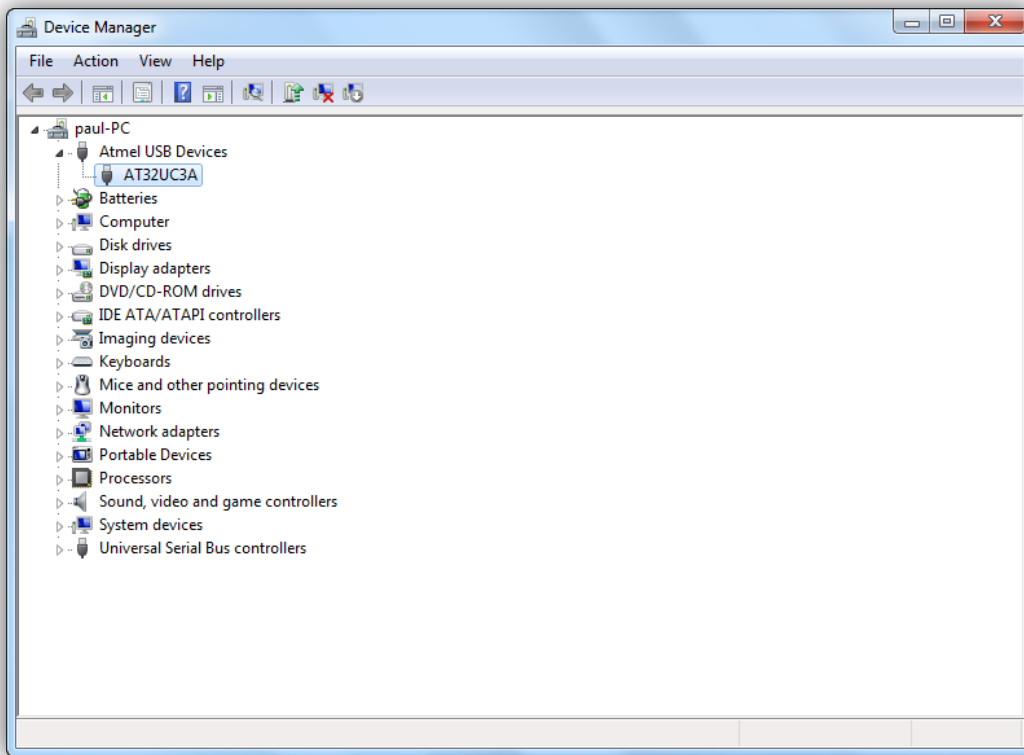 Device Manager
File Action View Help
paul-PC
Atmel USB Devices
AT32UC3A
Batteries
Computer
Disk drives
Display adapters
DVD/CD-ROM drives
IDE ATA/ATAPI controllers
Imaging devices
Keyboards
Mice and other pointing devices
Monitors
Network adapters
Portable Devices
Processors
Sound, video and game controllers
System devices
Universal Serial Bus controllers